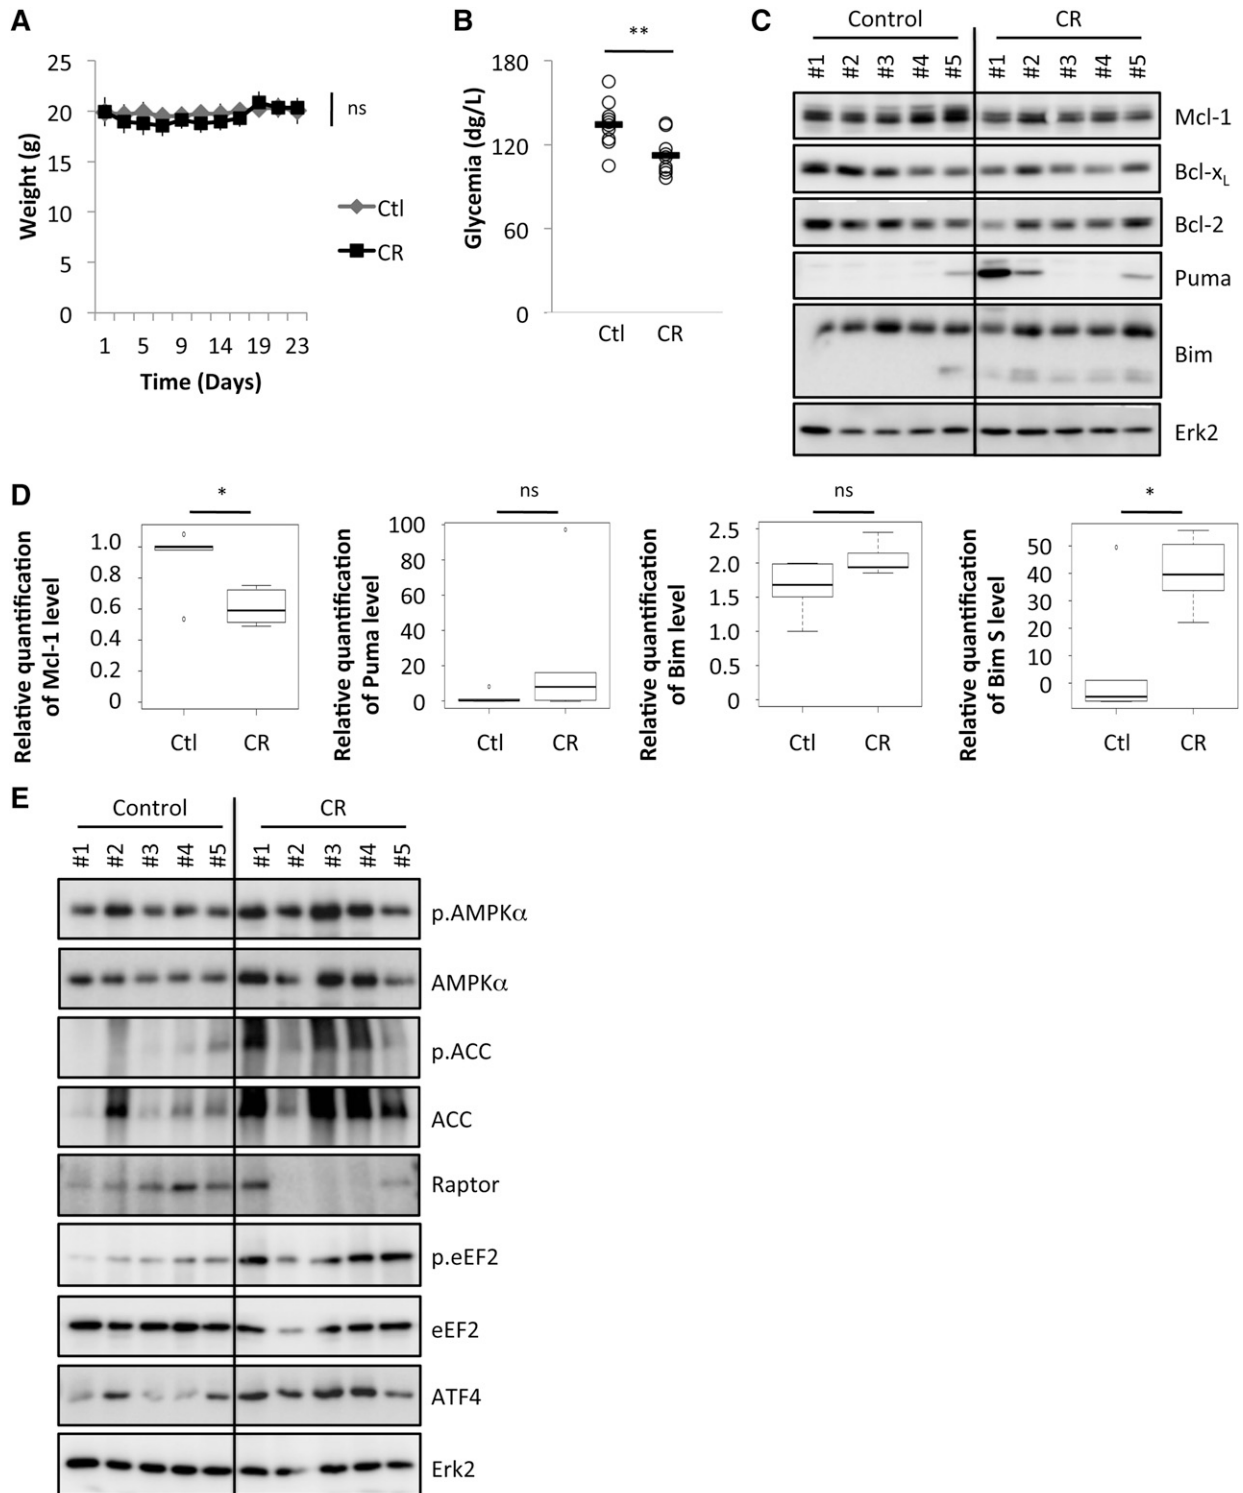 A
25
20
15
10
5
0
Weight (g)
ns
Ctl
CR
1 5 9 14 19 23
Time (Days)
B
**
180
120
60
0
Glycemia (dg/L)
Ctl CR
C
Control CR
#1 #2 #3 #4 #5 #1 #2 #3 #4 #5
Mcl-1
Bcl-xL
Bcl-2
Puma
Bim
Erk2
D
*
Relative quantification
of Mcl-1 level
1.0
0.8
0.6
0.4
0.2
0
Ctl CR
ns
Relative quantification
of Puma level
100
80
60
40
20
0
Ctl CR
ns
Relative quantification
of Bim level
2.5
2.0
1.5
1.0
0.5
0
Ctl CR
*
Relative quantification
of Bim S level
50
40
30
20
10
0
Ctl CR
E
Control CR
#1 #2 #3 #4 #5 #1 #2 #3 #4 #5
p.AMPKα
AMPKα
p.ACC
ACC
Raptor
p.eEF2
eEF2
ATF4
Erk2